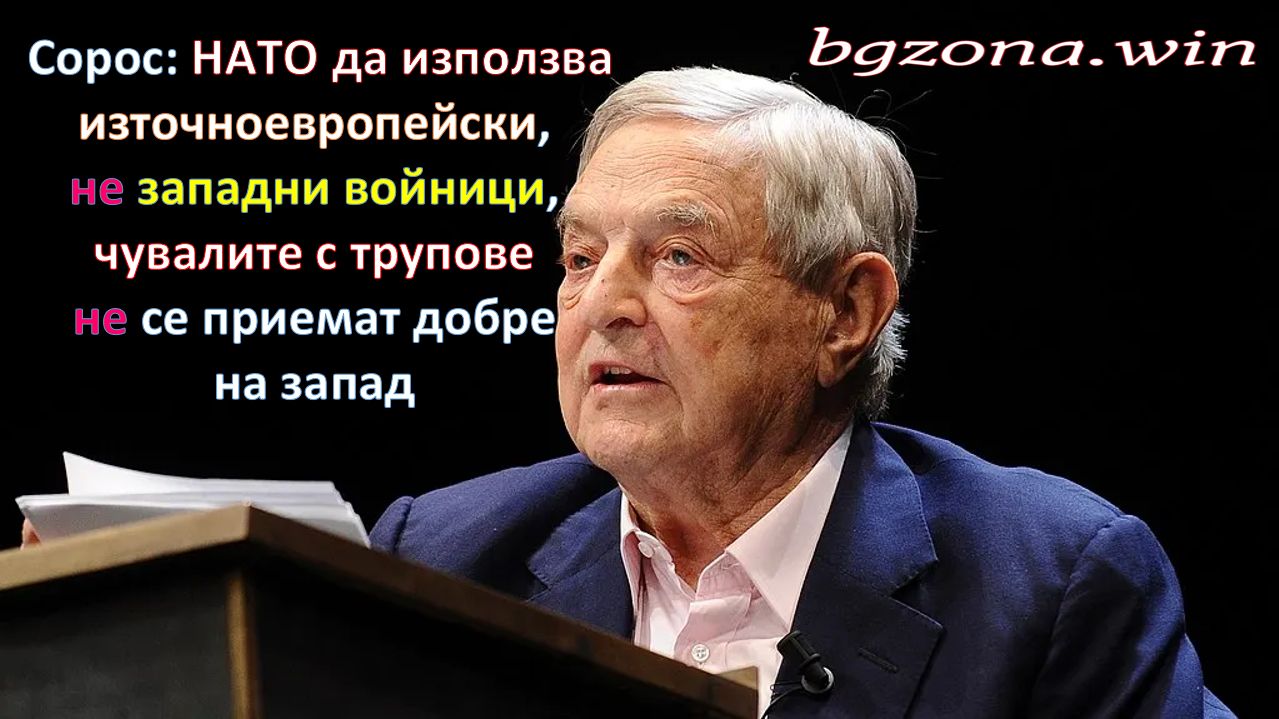 Сорос: НАТО да използва
източноевропейски,
не западни войници,
чувалите с трупове
не се приемат добре
на запад
bgzona.win